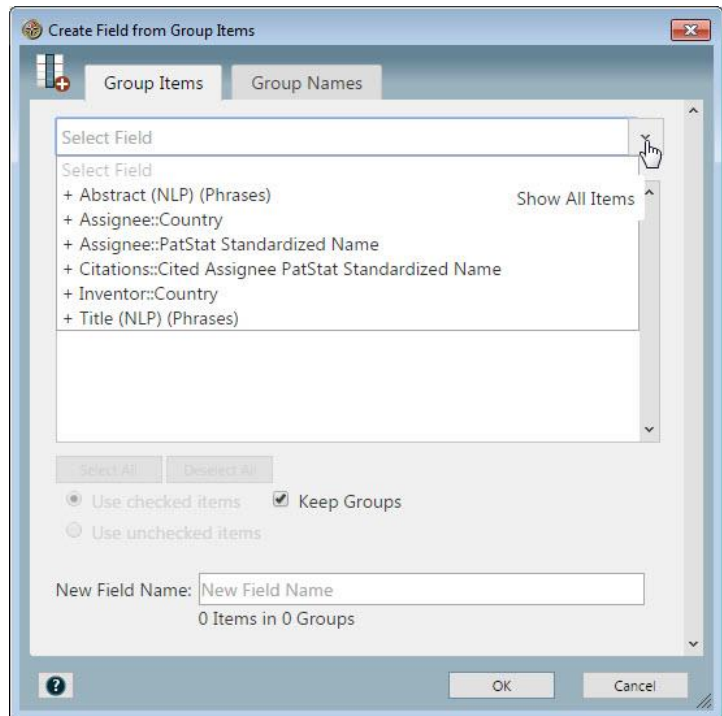 Create Field from Group Items
Group Items
Group Names
Select Field
Select Field
+ Abstract (NLP) (Phrases)
Show All Items
+ Assignee::Country
+ Assignee::PatStat Standardized Name
+ Citations::Cited Assignee PatStat Standardized Name
+ Inventor::Country
+ Title (NLP) (Phrases)
Select All
Deselect All
Use checked items
Keep Groups
Use unchecked items
New Field Name: New Field Name
0 Items in 0 Groups
?
OK
Cancel